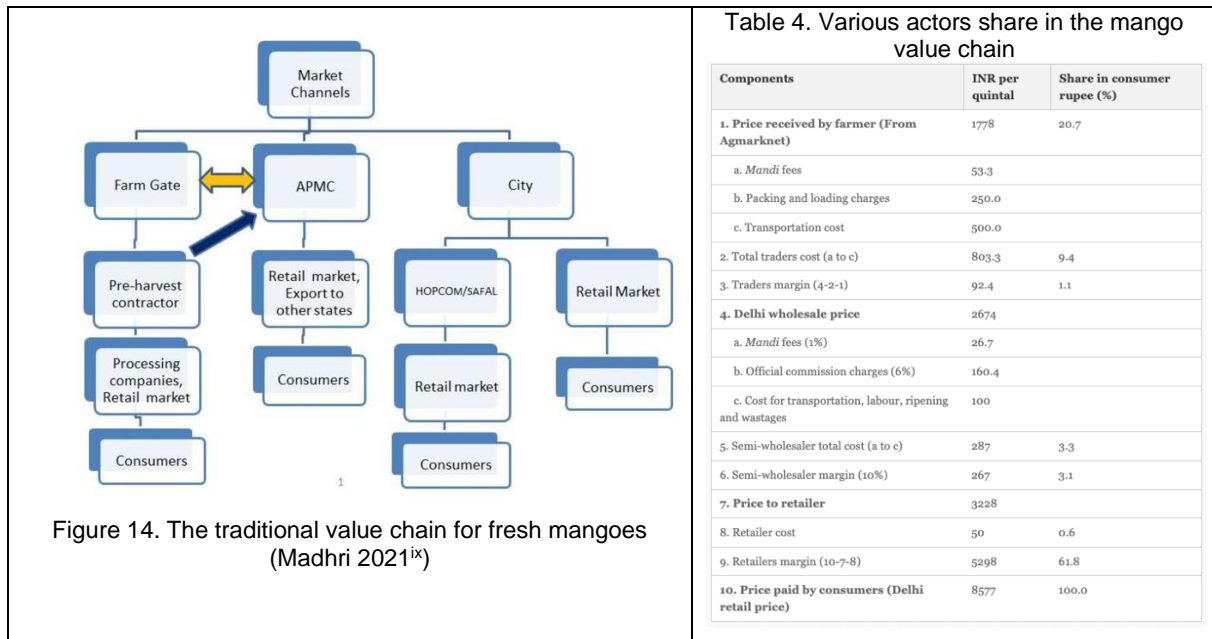 Market
Channels
Farm Gate
APMC
City
Pre-harvest
contractor
Retail market,
Export to
other states
HOPCOM/SAFAL
Retail Market
Processing
companies,
Retail market
Consumers
Retail market
Consumers
Consumers
Consumers
1
Figure 14. The traditional value chain for fresh mangoes
(Madhri 2021ix)
Table 4. Various actors share in the mango
value chain
Components INR per quintal Share in consumer rupee (%)
1. Price received by farmer (From 1778 20.7
Agmarknet)
a. Mandi fees 53.3
b. Packing and loading charges 250.0
c. Transportation cost 500.0
2. Total traders cost (a to c) 803.3 9.4
3. Traders margin (4-2-1) 92.4 1.1
4. Delhi wholesale price 2674
a. Mandi fees (1%) 26.7
b. Official commission charges (6%) 160.4
c. Cost for transportation, labour, ripening 100
and wastages
5. Semi-wholesaler total cost (a to c) 287 3.3
6. Semi-wholesaler margin (10%) 267 3.1
7. Price to retailer 3228
8. Retailer cost 50 0.6
9. Retailers margin (10-7-8) 5298 61.8
10. Price paid by consumers (Delhi 8577 100.0
retail price)